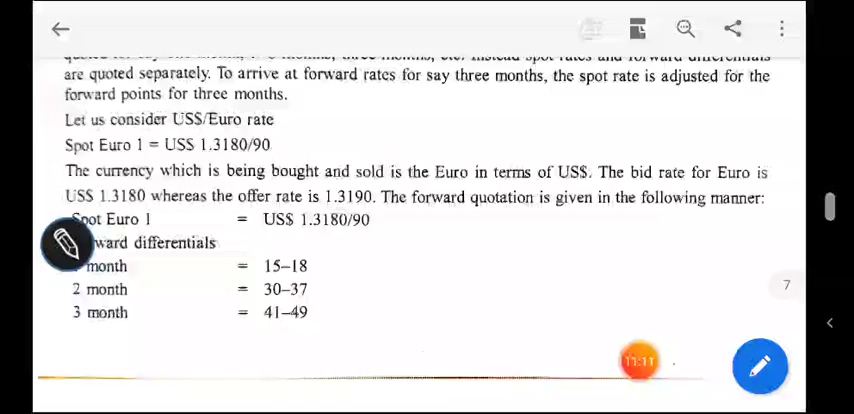 are quoted separately. To arrive at forward rates for say three months, the spot rate is adjusted for the
forward points for three months.
Let us consider US$/Euro rate
Spot Euro 1 = US$ 1.3180/90
The currency which is being bought and sold is the Euro in terms of US$. The bid rate for Euro is
US$ 1.3180 whereas the offer rate is 1.3190. The forward quotation is given in the following manner:
Spot Euro 1 = US$ 1.3180/90
ward differentials
month = 15–18
2 month = 30–37
3 month = 41–49
7
11:11